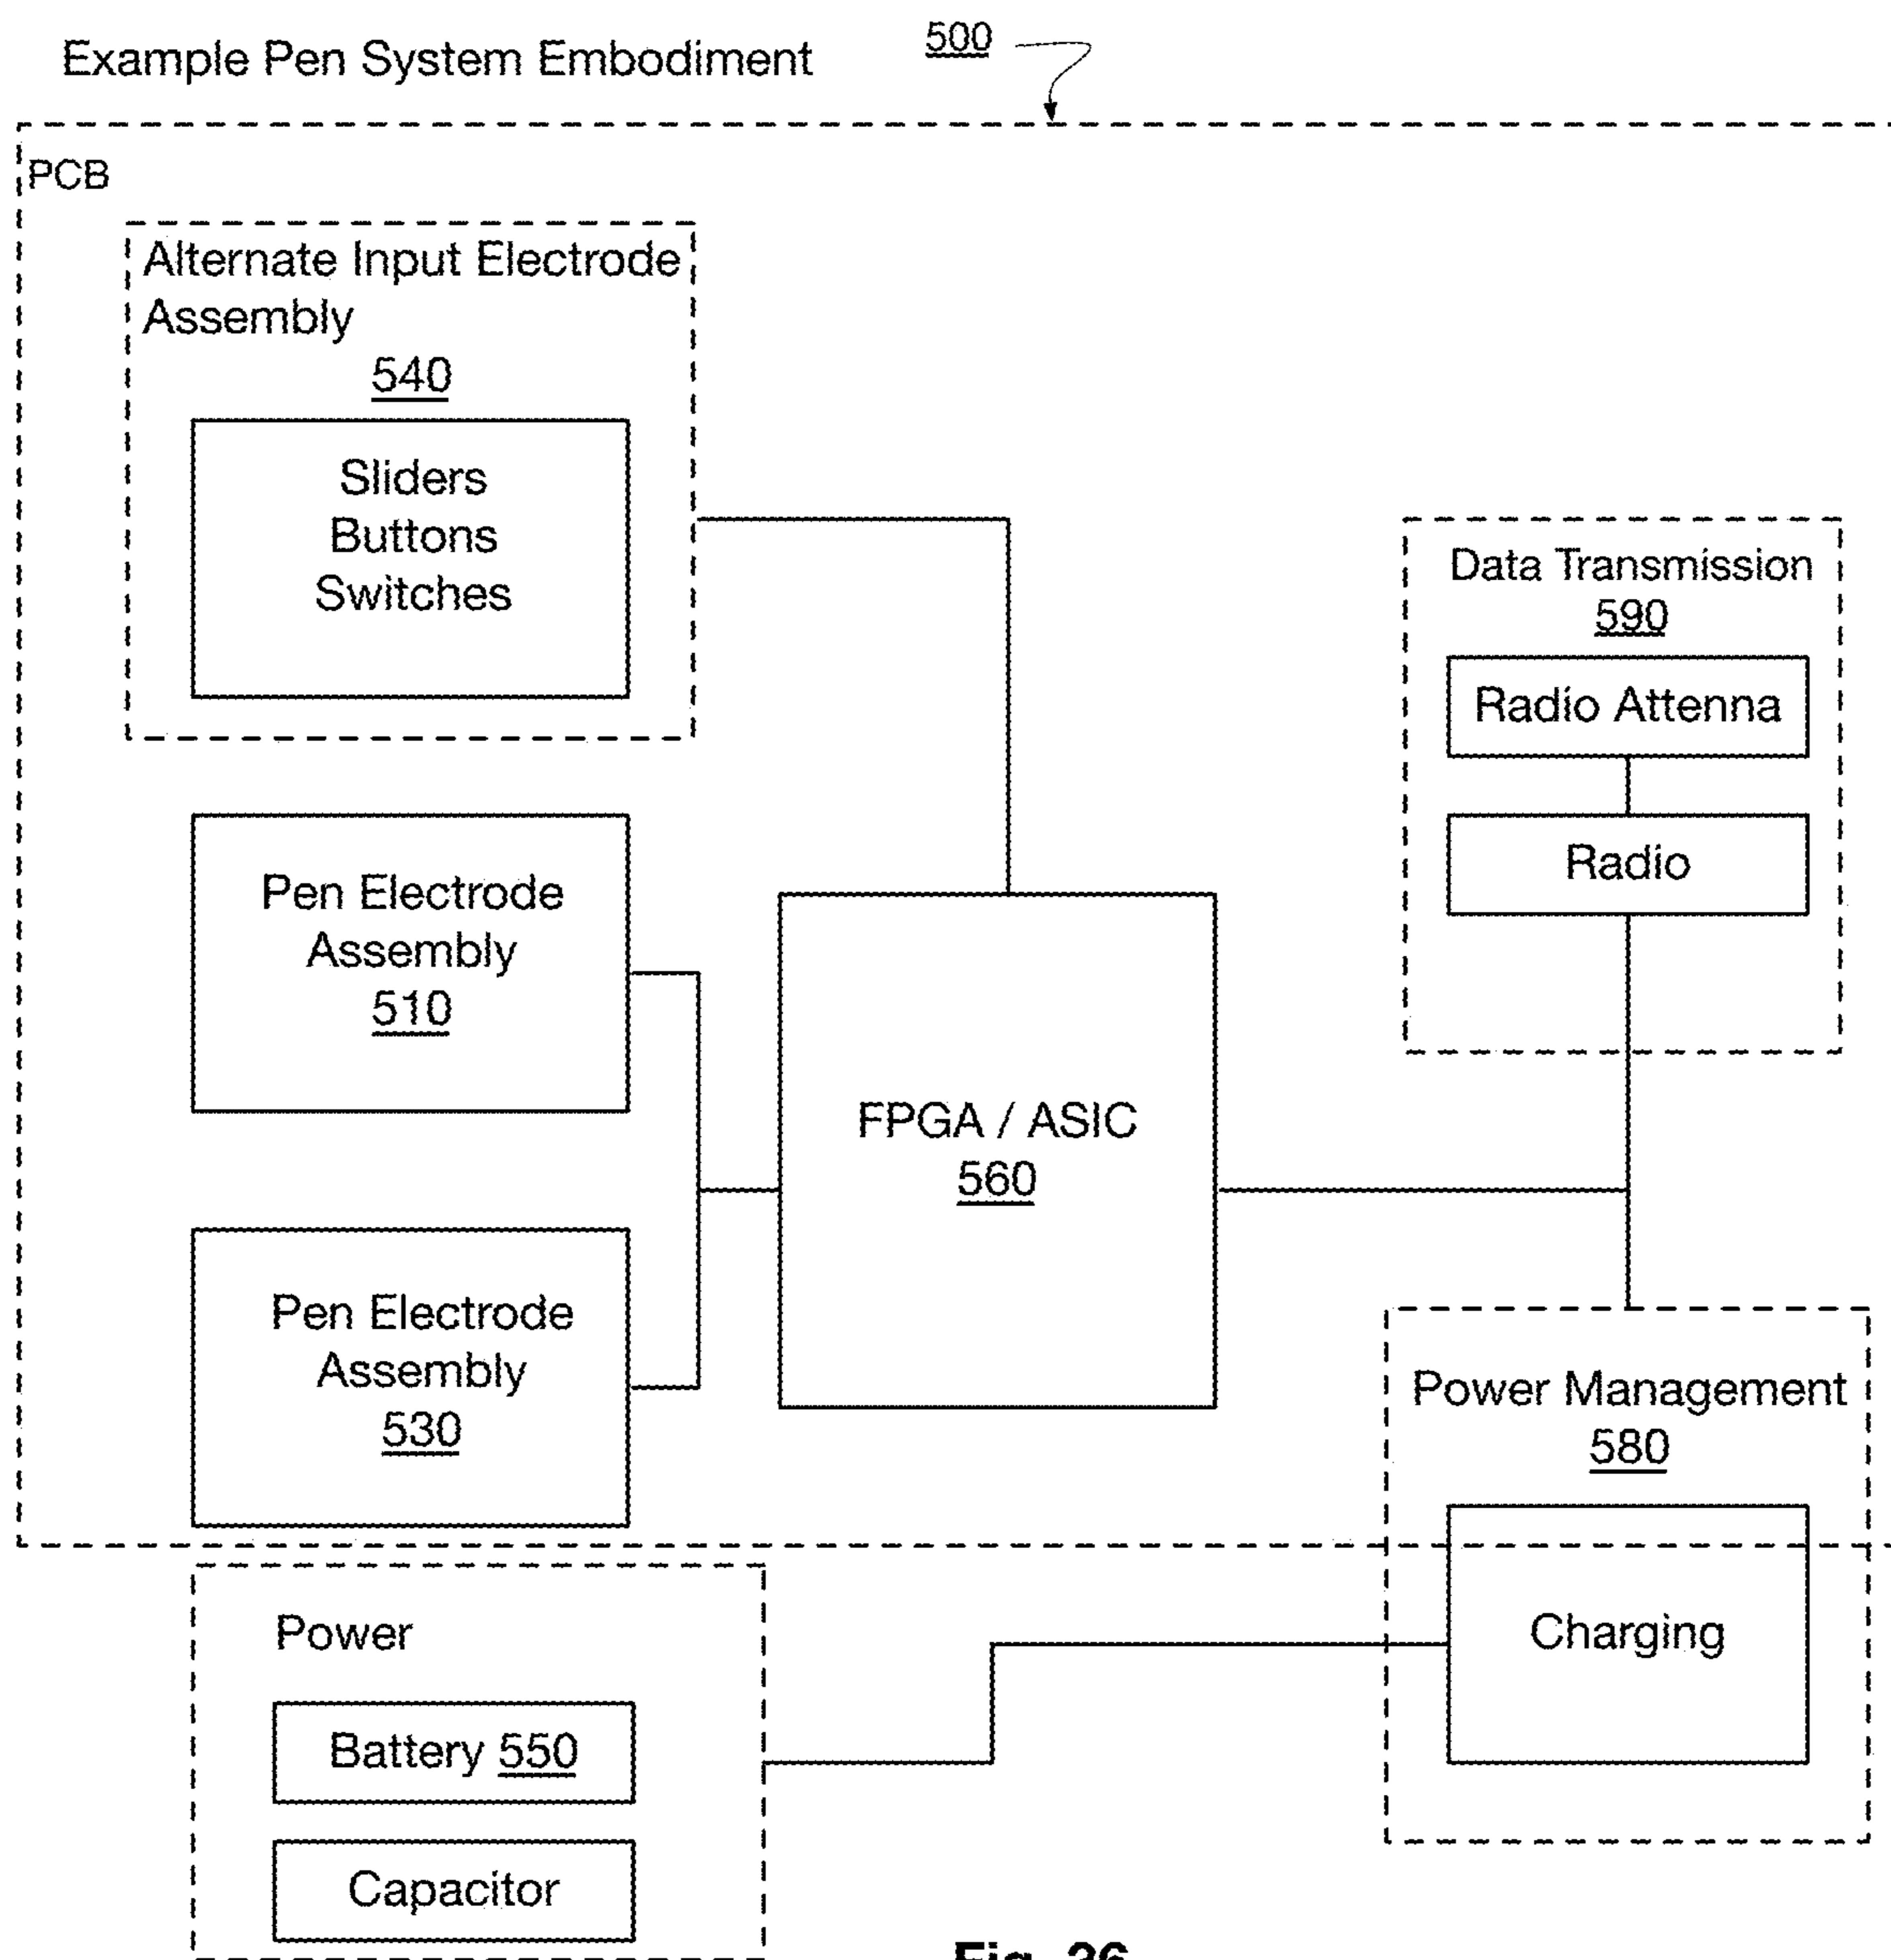 Example Pen System Embodiment
500
PCB
Alternate Input Electrode
Assembly
540
Sliders
Buttons
Switches
Data Transmission
590
Radio Attenna
Radio
Pen Electrode
Assembly
510
FPGA / ASIC
560
Pen Electrode
Assembly
530
Power Management
580
Charging
Power
Battery 550
Capacitor
Fig. 26